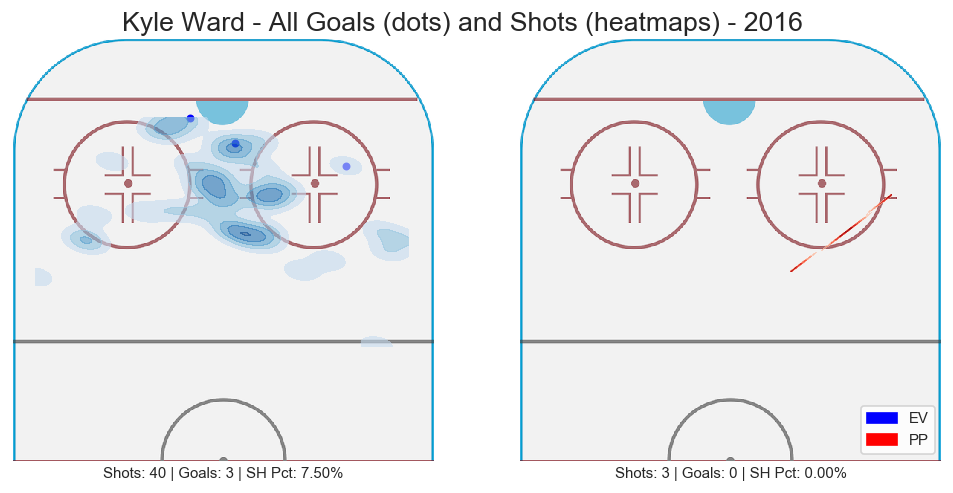 Kyle Ward - All Goals (dots) and Shots (heatmaps) - 2016
EV
PP
Shots: 40 | Goals: 3 | SH Pct: 7.50%
Shots: 3 | Goals: 0 | SH Pct: 0.00%